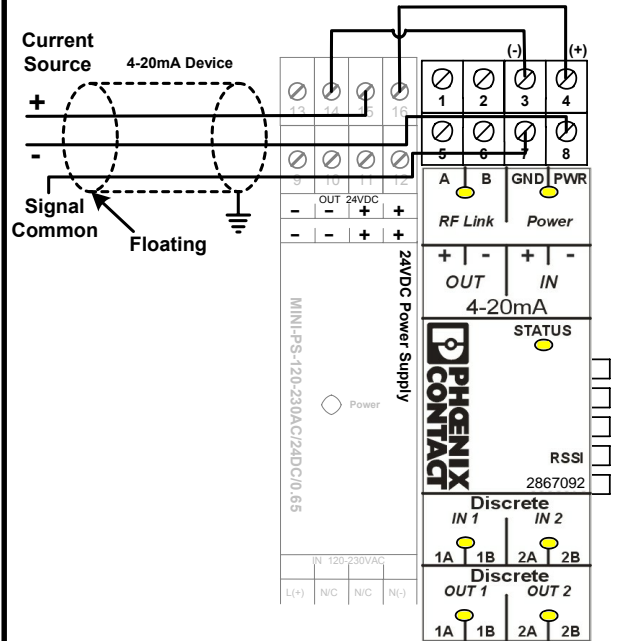 Current
Source
4-20mA Device
(-) (+)
13 14 15 16
1 2 3 4
+
-
9 10 11 12
5 6 7 8
OUT 24VDC
- - + +
- - + +
A B GND PWR
RF Link Power
Signal
Common
Floating
+ - + -
OUT IN
4-20mA
24VDC Power Supply
MINI-PS-120-230AC/24DC/0.65
Power
STATUS
PHŒNIX
CONTACT
RSSI
2867092
Discrete
IN 1 IN 2
1A 1B 2A 2B
IN 120-230VAC
L(+) N/C N/C N(-)
Discrete
OUT 1 OUT 2
1A 1B 2A 2B